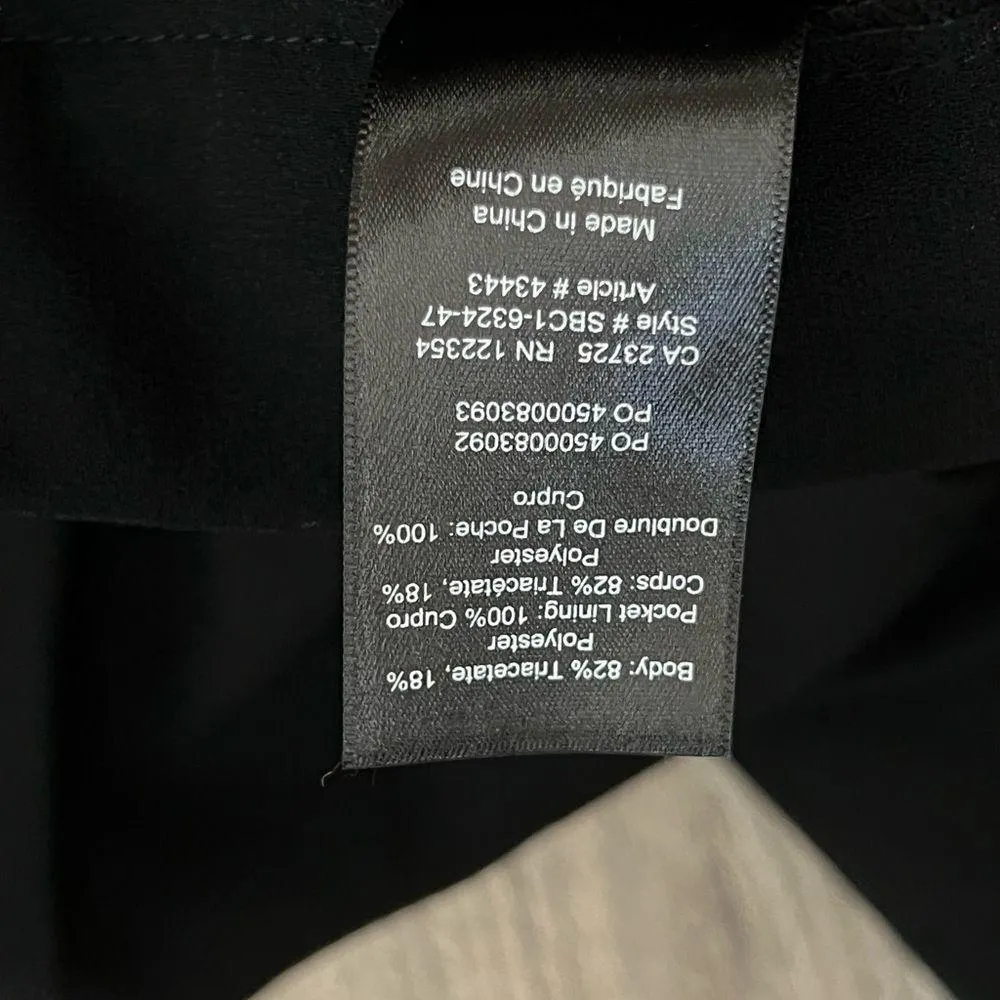 Body: 82% Triacetate, 18%
Polyester
Pocket Lining: 100% Cupro
Corps: 82% Triacétate, 18%
Polyester
Doublure De La Poche: 100%
Cupro
PO 4500083092
PO 4500083093
CA 23725 RN 122354
Style # SBC1-6324-47
Article # 43443
Made in China
Fabriqué en Chine